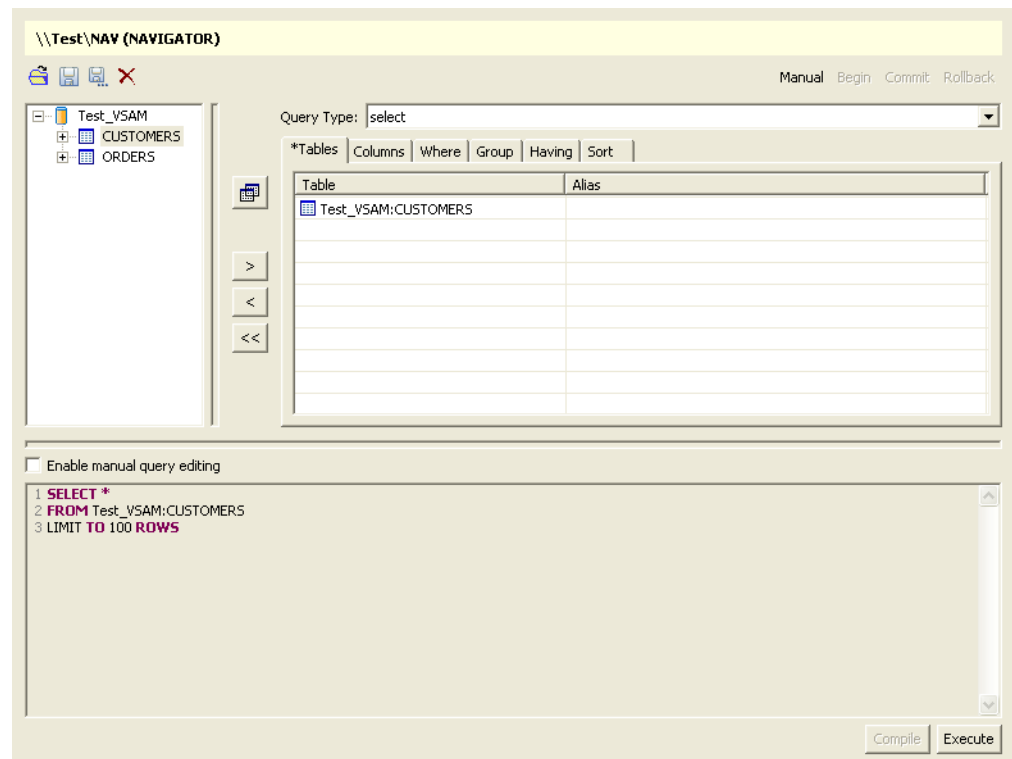 \\Test\NAV (NAVIGATOR)
Manual Begin Commit Rollback
Test_VSAM
CUSTOMERS
ORDERS
Query Type: select
*Tables Columns Where Group Having Sort
Table Alias
Test_VSAM:CUSTOMERS
>
<
<<
Enable manual query editing
1 SELECT *
2 FROM Test_VSAM:CUSTOMERS
3 LIMIT TO 100 ROWS
Compile Execute